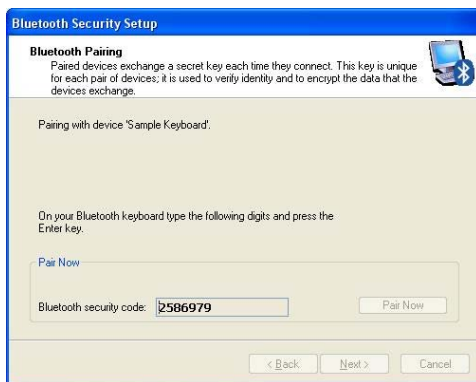 Bluetooth Security Setup
Bluetooth Pairing
Paired devices exchange a secret key each time they connect. This key is unique
for each pair of devices; it is used to verify identity and to encrypt the data that the
devices exchange.
Pairing with device 'Sample Keyboard'.
On your Bluetooth keyboard type the following digits and press the
Enter key.
Pair Now
Bluetooth security code: 2586979 Pair Now
< Back Next > Cancel